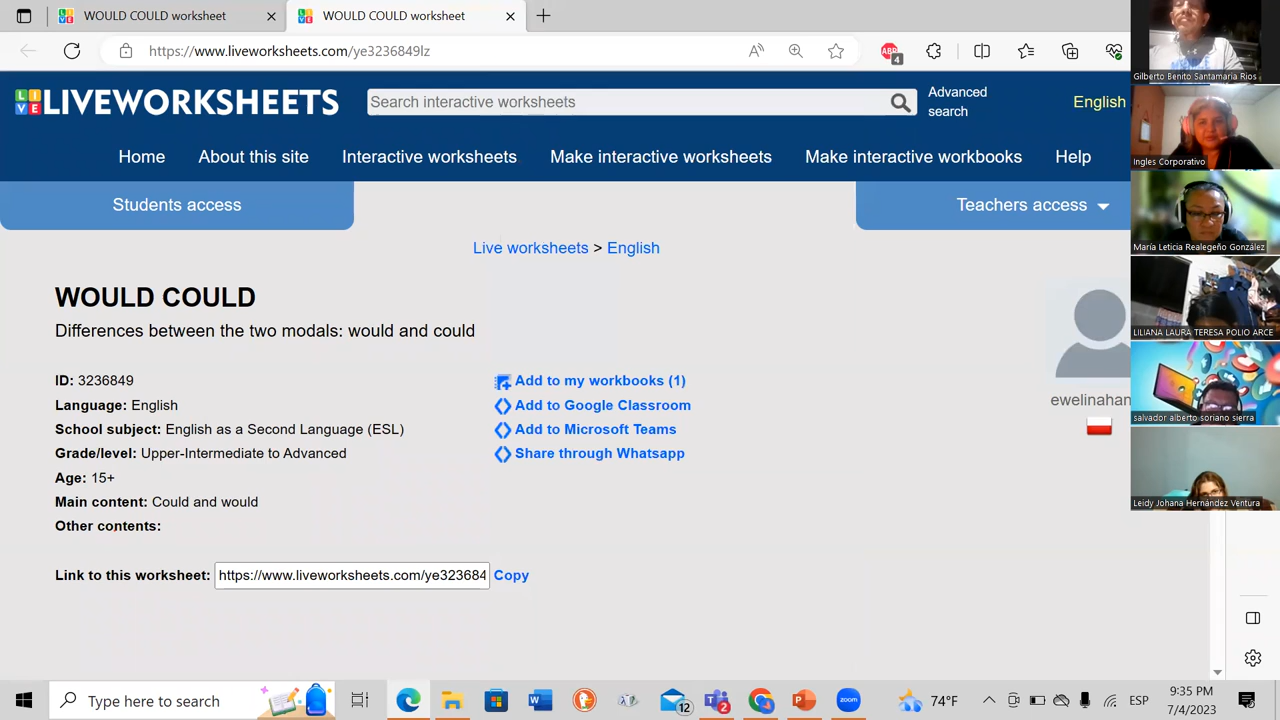 WOULD COULD worksheet
WOULD COULD worksheet
https://www.liveworksheets.com/ye3236849lz
ABP
4
LIVE
LIVEWORKSHEETS
Search interactive worksheets
Advanced search
English
Home About this site Interactive worksheets Make interactive worksheets Make interactive workbooks Help
Students access
Teachers access
Live worksheets > English
WOULD COULD
Differences between the two modals: would and could
ID: 3236849
Language: English
School subject: English as a Second Language (ESL)
Grade/level: Upper-Intermediate to Advanced
Age: 15+
Main content: Could and would
Other contents:
Add to my workbooks (1)
Add to Google Classroom
Add to Microsoft Teams
Share through Whatsapp
ewelinahan
Link to this worksheet: https://www.liveworksheets.com/ye323684 Copy
Gilberto Benito Santamaria Rios
Ingles Corporativo
María Leticia Realegeño González
LILIANA LAURA TERESA POLIO ARCE
salvador alberto soriano sierra
Leidy Johana Hernández Ventura
Type here to search
12
2
zoom
74°F
ESP
9:35 PM
7/4/2023